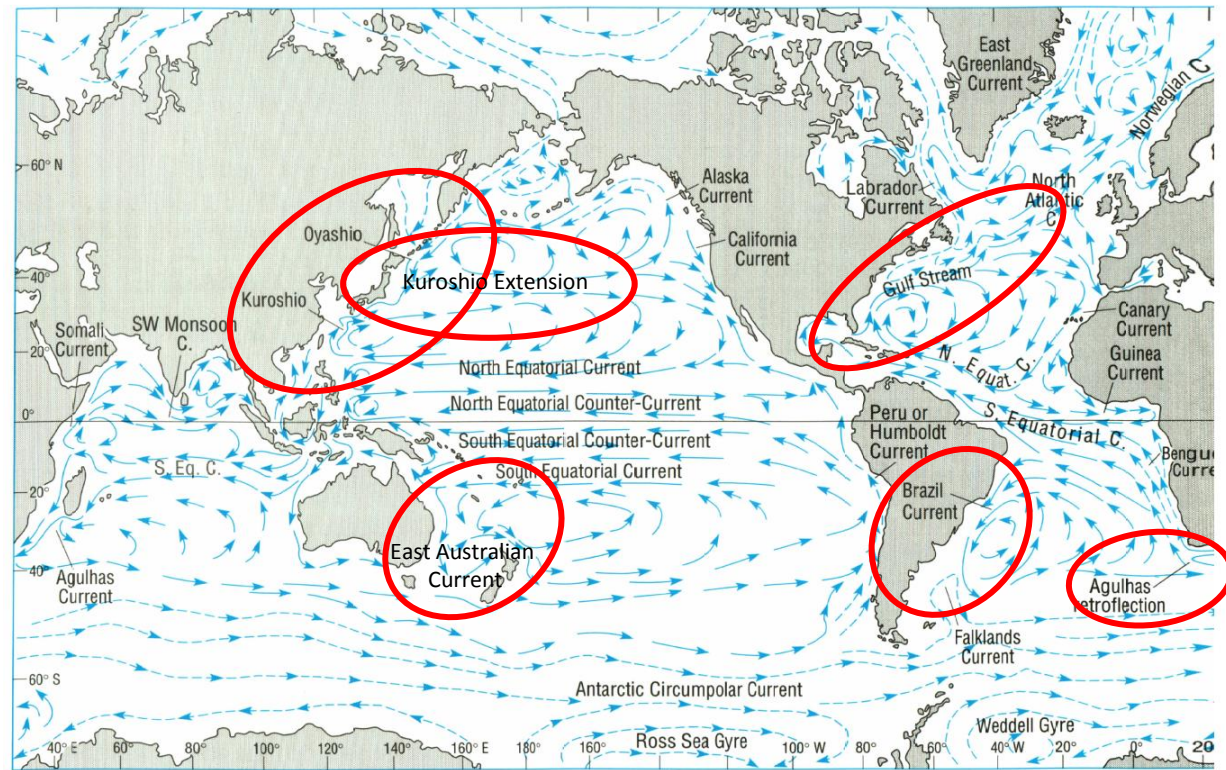 East
Greenland
Current
Norwegian C
60° N
Alaska
Current
Labrador
Current
North
Atlantic
C
Oyashio
California
Current
40°
Kuroshio Extension
Gulf Stream
Kuroshio
Somali
Current
SW Monsoon
C.
Canary
Current
20°
North Equatorial Current
N. Equat. C.
Guinea
Current
North Equatorial Counter-Current
0°
Peru or
Humboldt
Current
South Equatorial Counter-Current
S. Equatorial C.
S. Eq. C.
South Equatorial Current
Bengue
Curre
20°
Brazil
Current
East Australian
Current
40°
Agulhas
Current
Agulhas
retroflection
Falklands
Current
60° S
Antarctic Circumpolar Current
Weddell Gyre
Ross Sea Gyre
40° E 60° 80° 100° 120° 140° 160° E 180° 160° 100° W 80° 60° 40° W 20° 0° 20